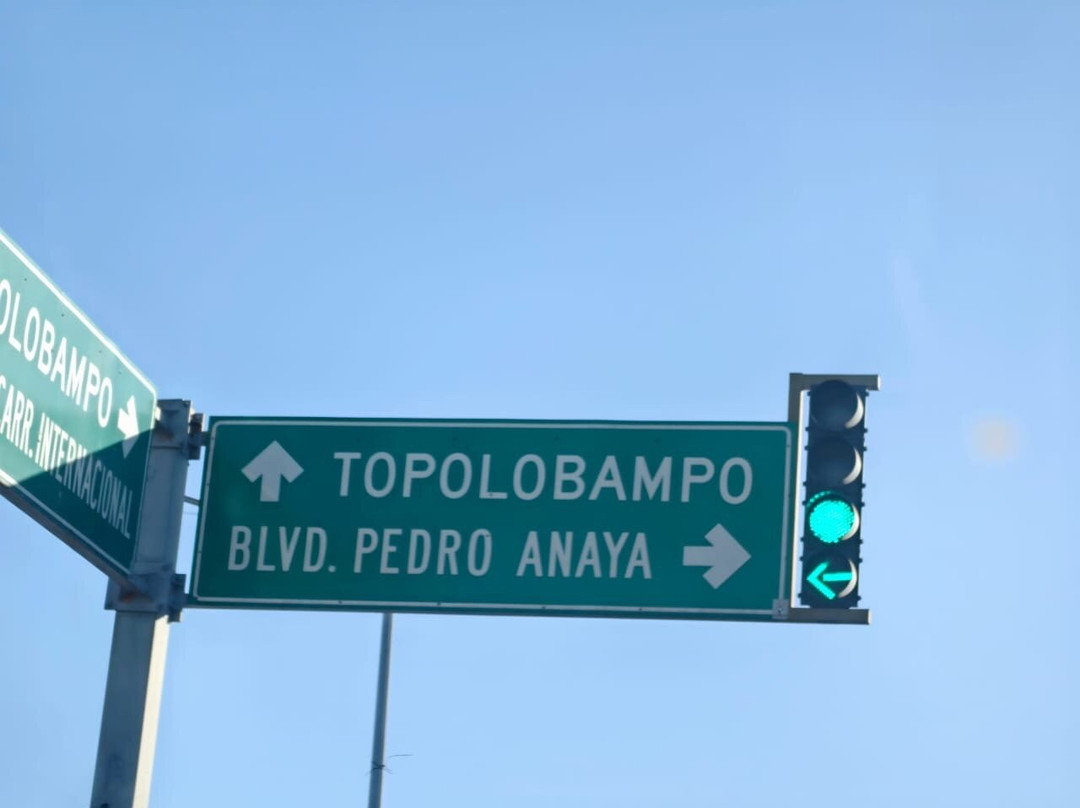 OLOBAMPO
CARR. INTERNACIONAL
TOPOLOBAMPO
BLVD. PEDRO ANAYA